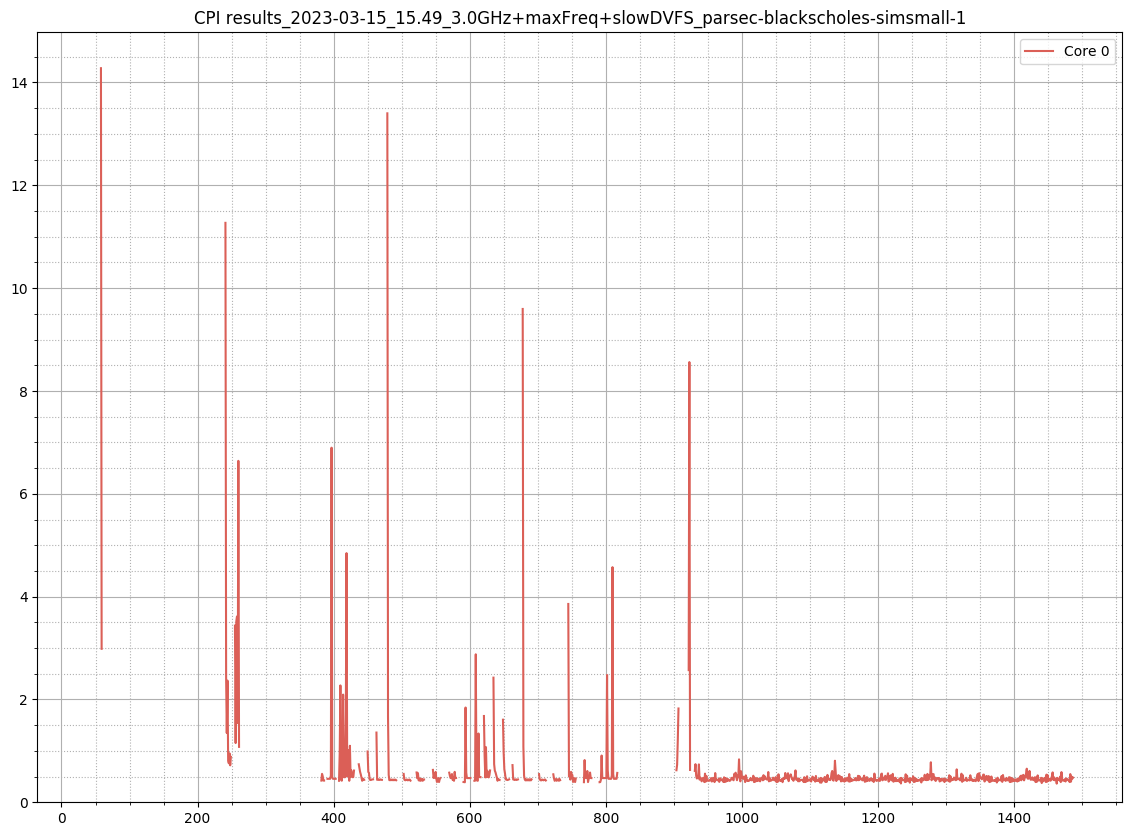 CPI results_2023-03-15_15.49_3.0GHz+maxFreq+slowDVFS_parsec-blackscholes-simsmall-1
Core 0
14
12
10
8
6
4
2
0
0 200 400 600 800 1000 1200 1400